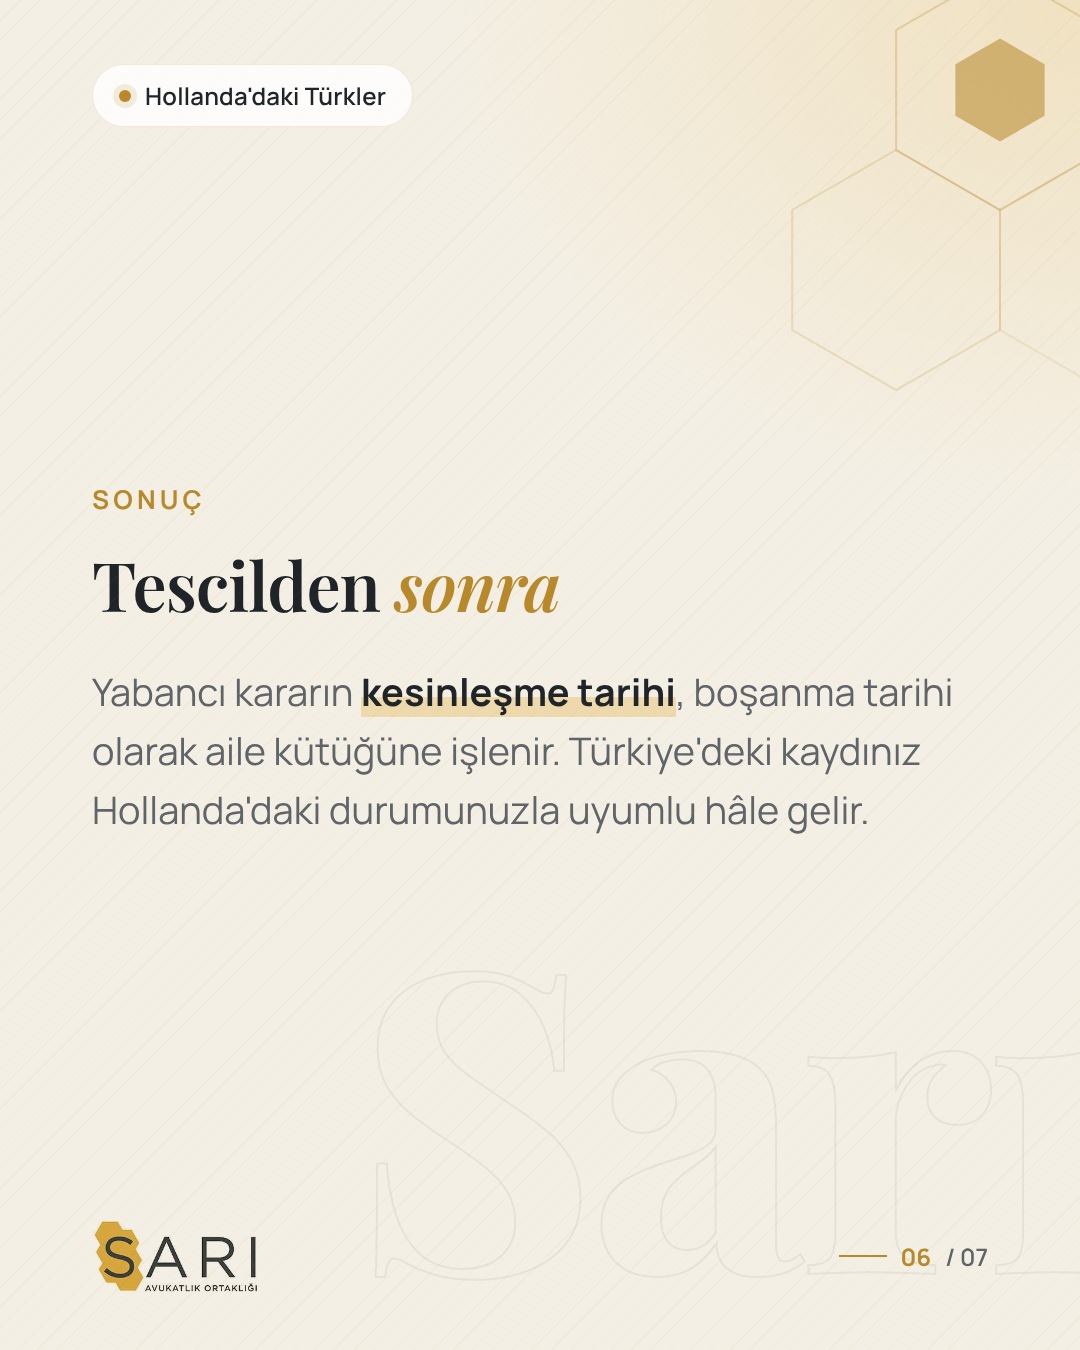 Hollanda'daki Türkler
SONUÇ
Tescilden sonra
Yabancı kararın kesinleşme tarihi, boşanma tarihi
olarak aile kütüğüne işlenir. Türkiye'deki kaydınız
Hollanda'daki durumunuzla uyumlu hâle gelir.
Sarı
SARI
AVUKATLIK ORTAKLIĞI
06 / 07